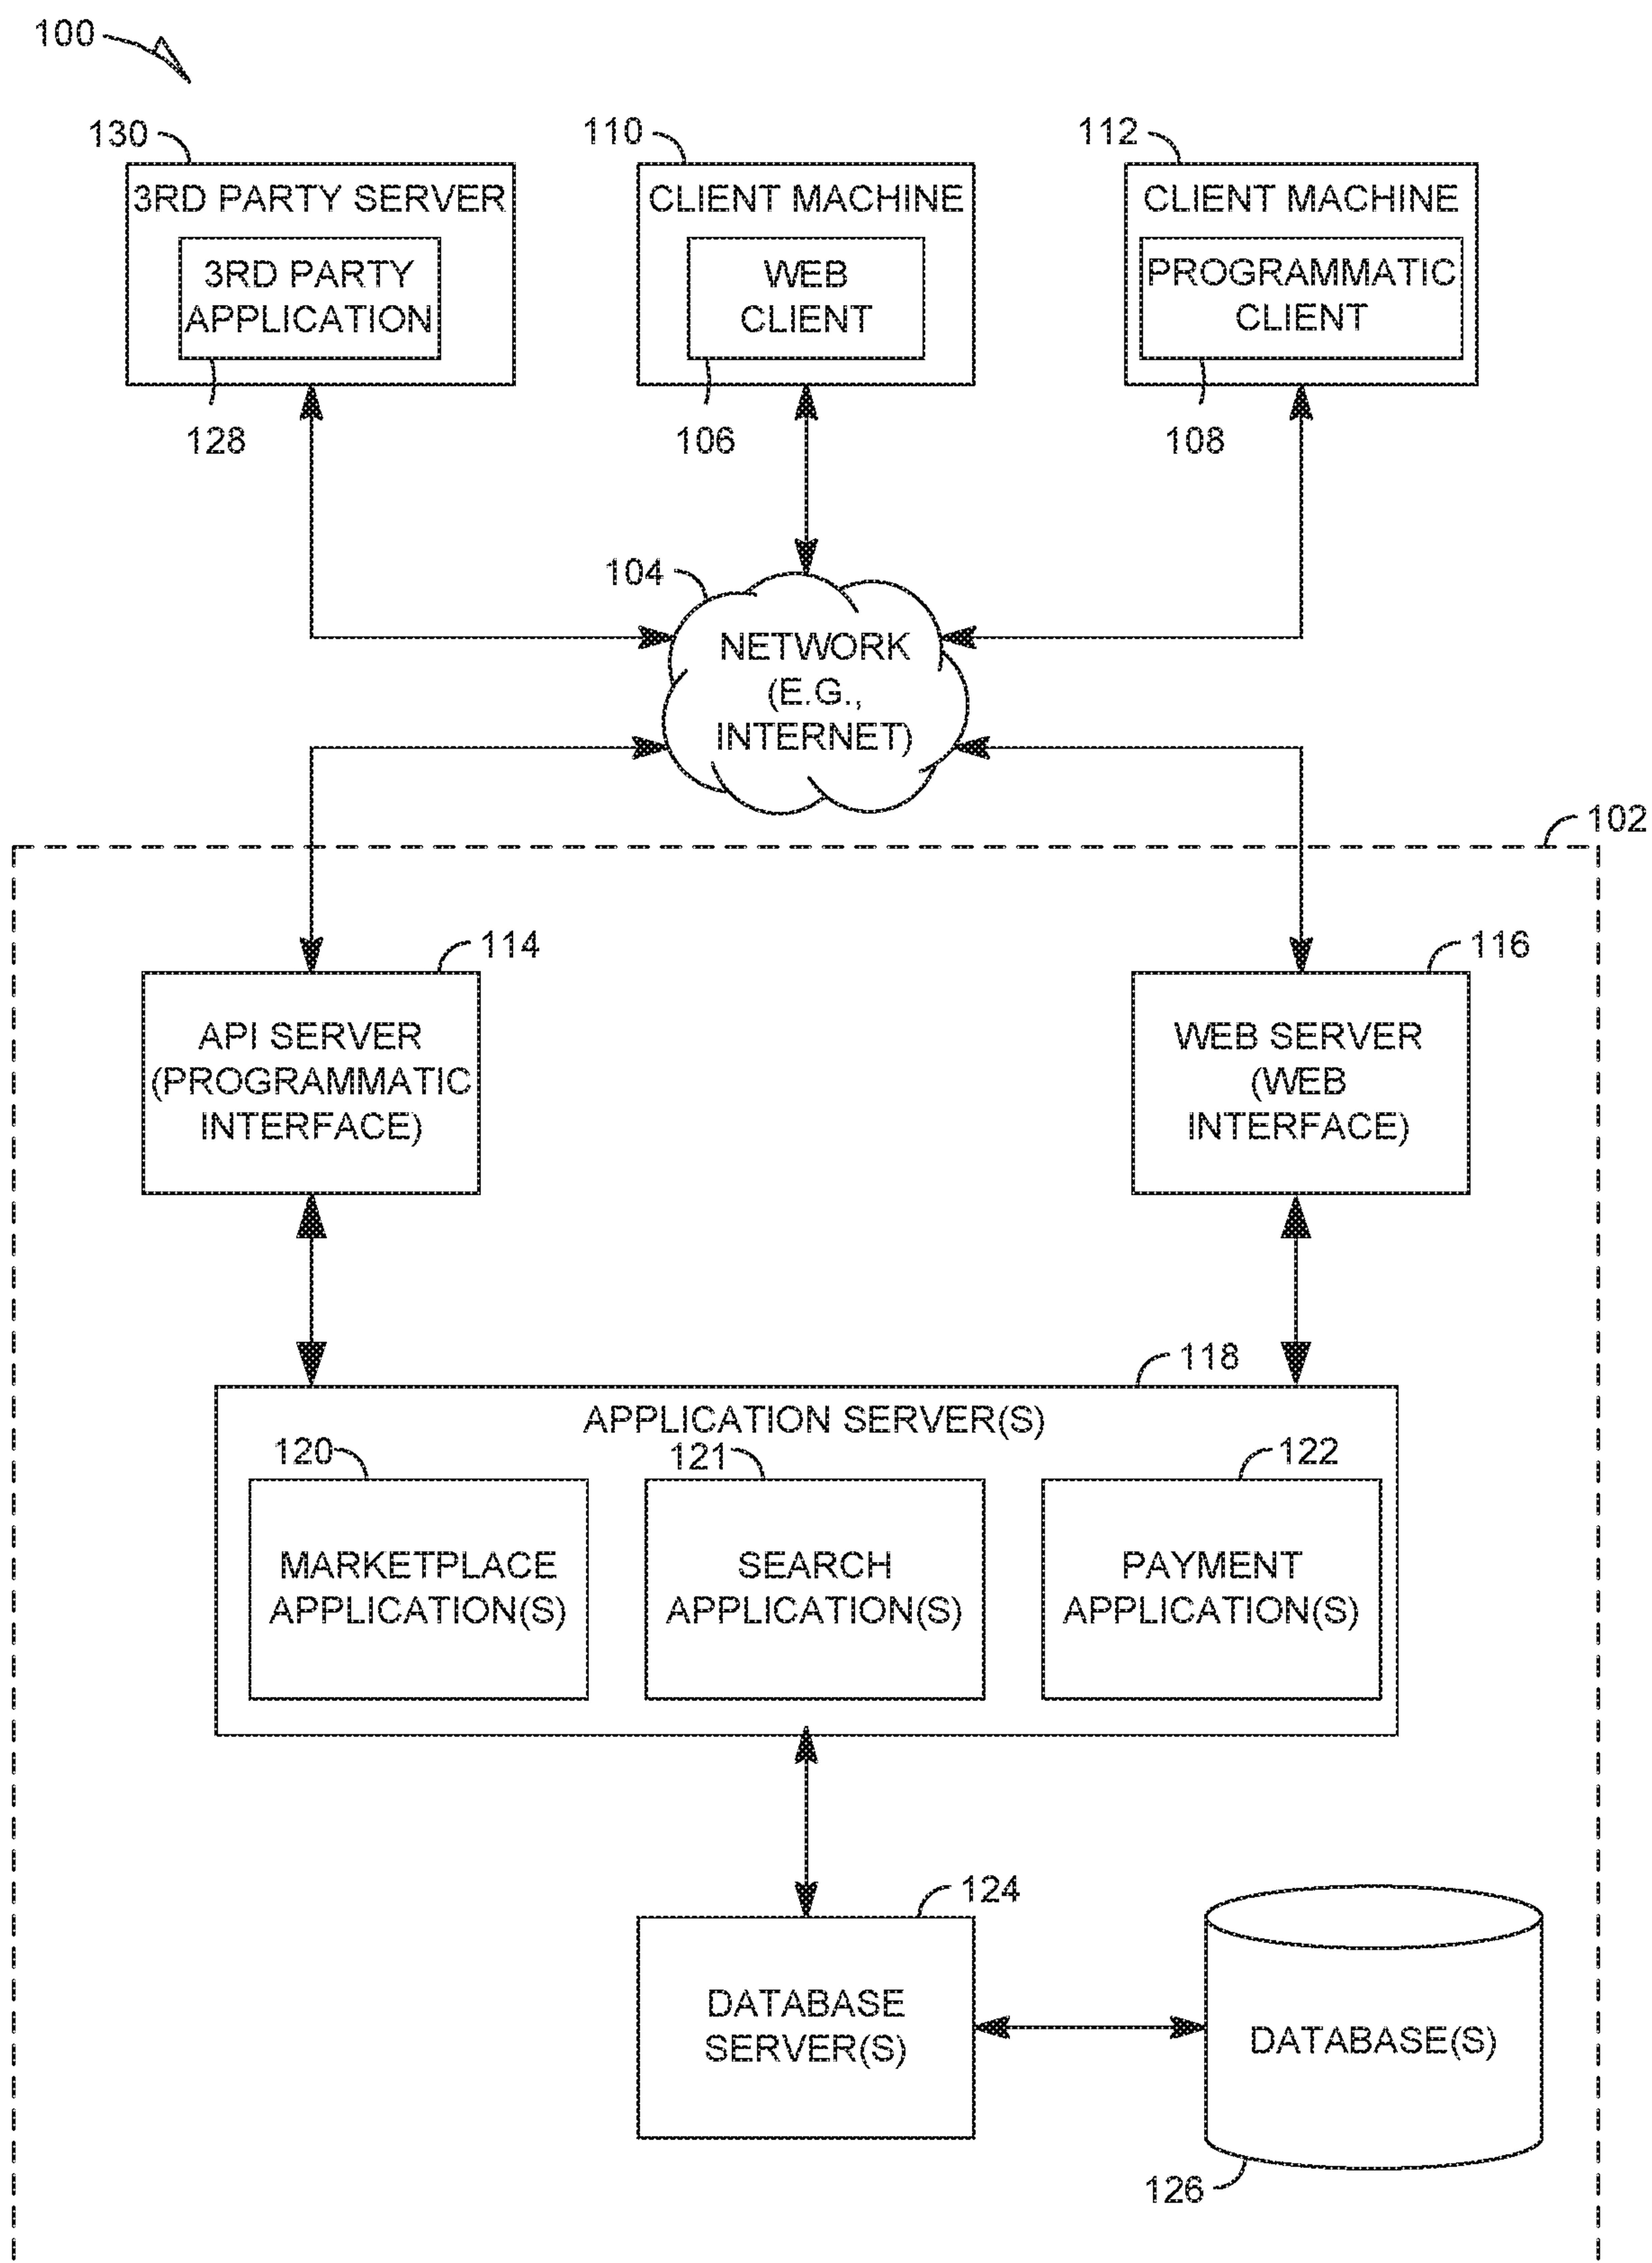 100
130
110
112
3RD PARTY SERVER
CLIENT MACHINE
CLIENT MACHINE
3RD PARTY
APPLICATION
WEB
CLIENT
PROGRAMMATIC
CLIENT
128
106
108
104
NETWORK
(E.G.,
INTERNET)
102
114
116
API SERVER
(PROGRAMMATIC
INTERFACE)
WEB SERVER
(WEB
INTERFACE)
118
APPLICATION SERVER(S)
120
121
122
MARKETPLACE
APPLICATION(S)
SEARCH
APPLICATION(S)
PAYMENT
APPLICATION(S)
124
DATABASE
SERVER(S)
DATABASE(S)
126